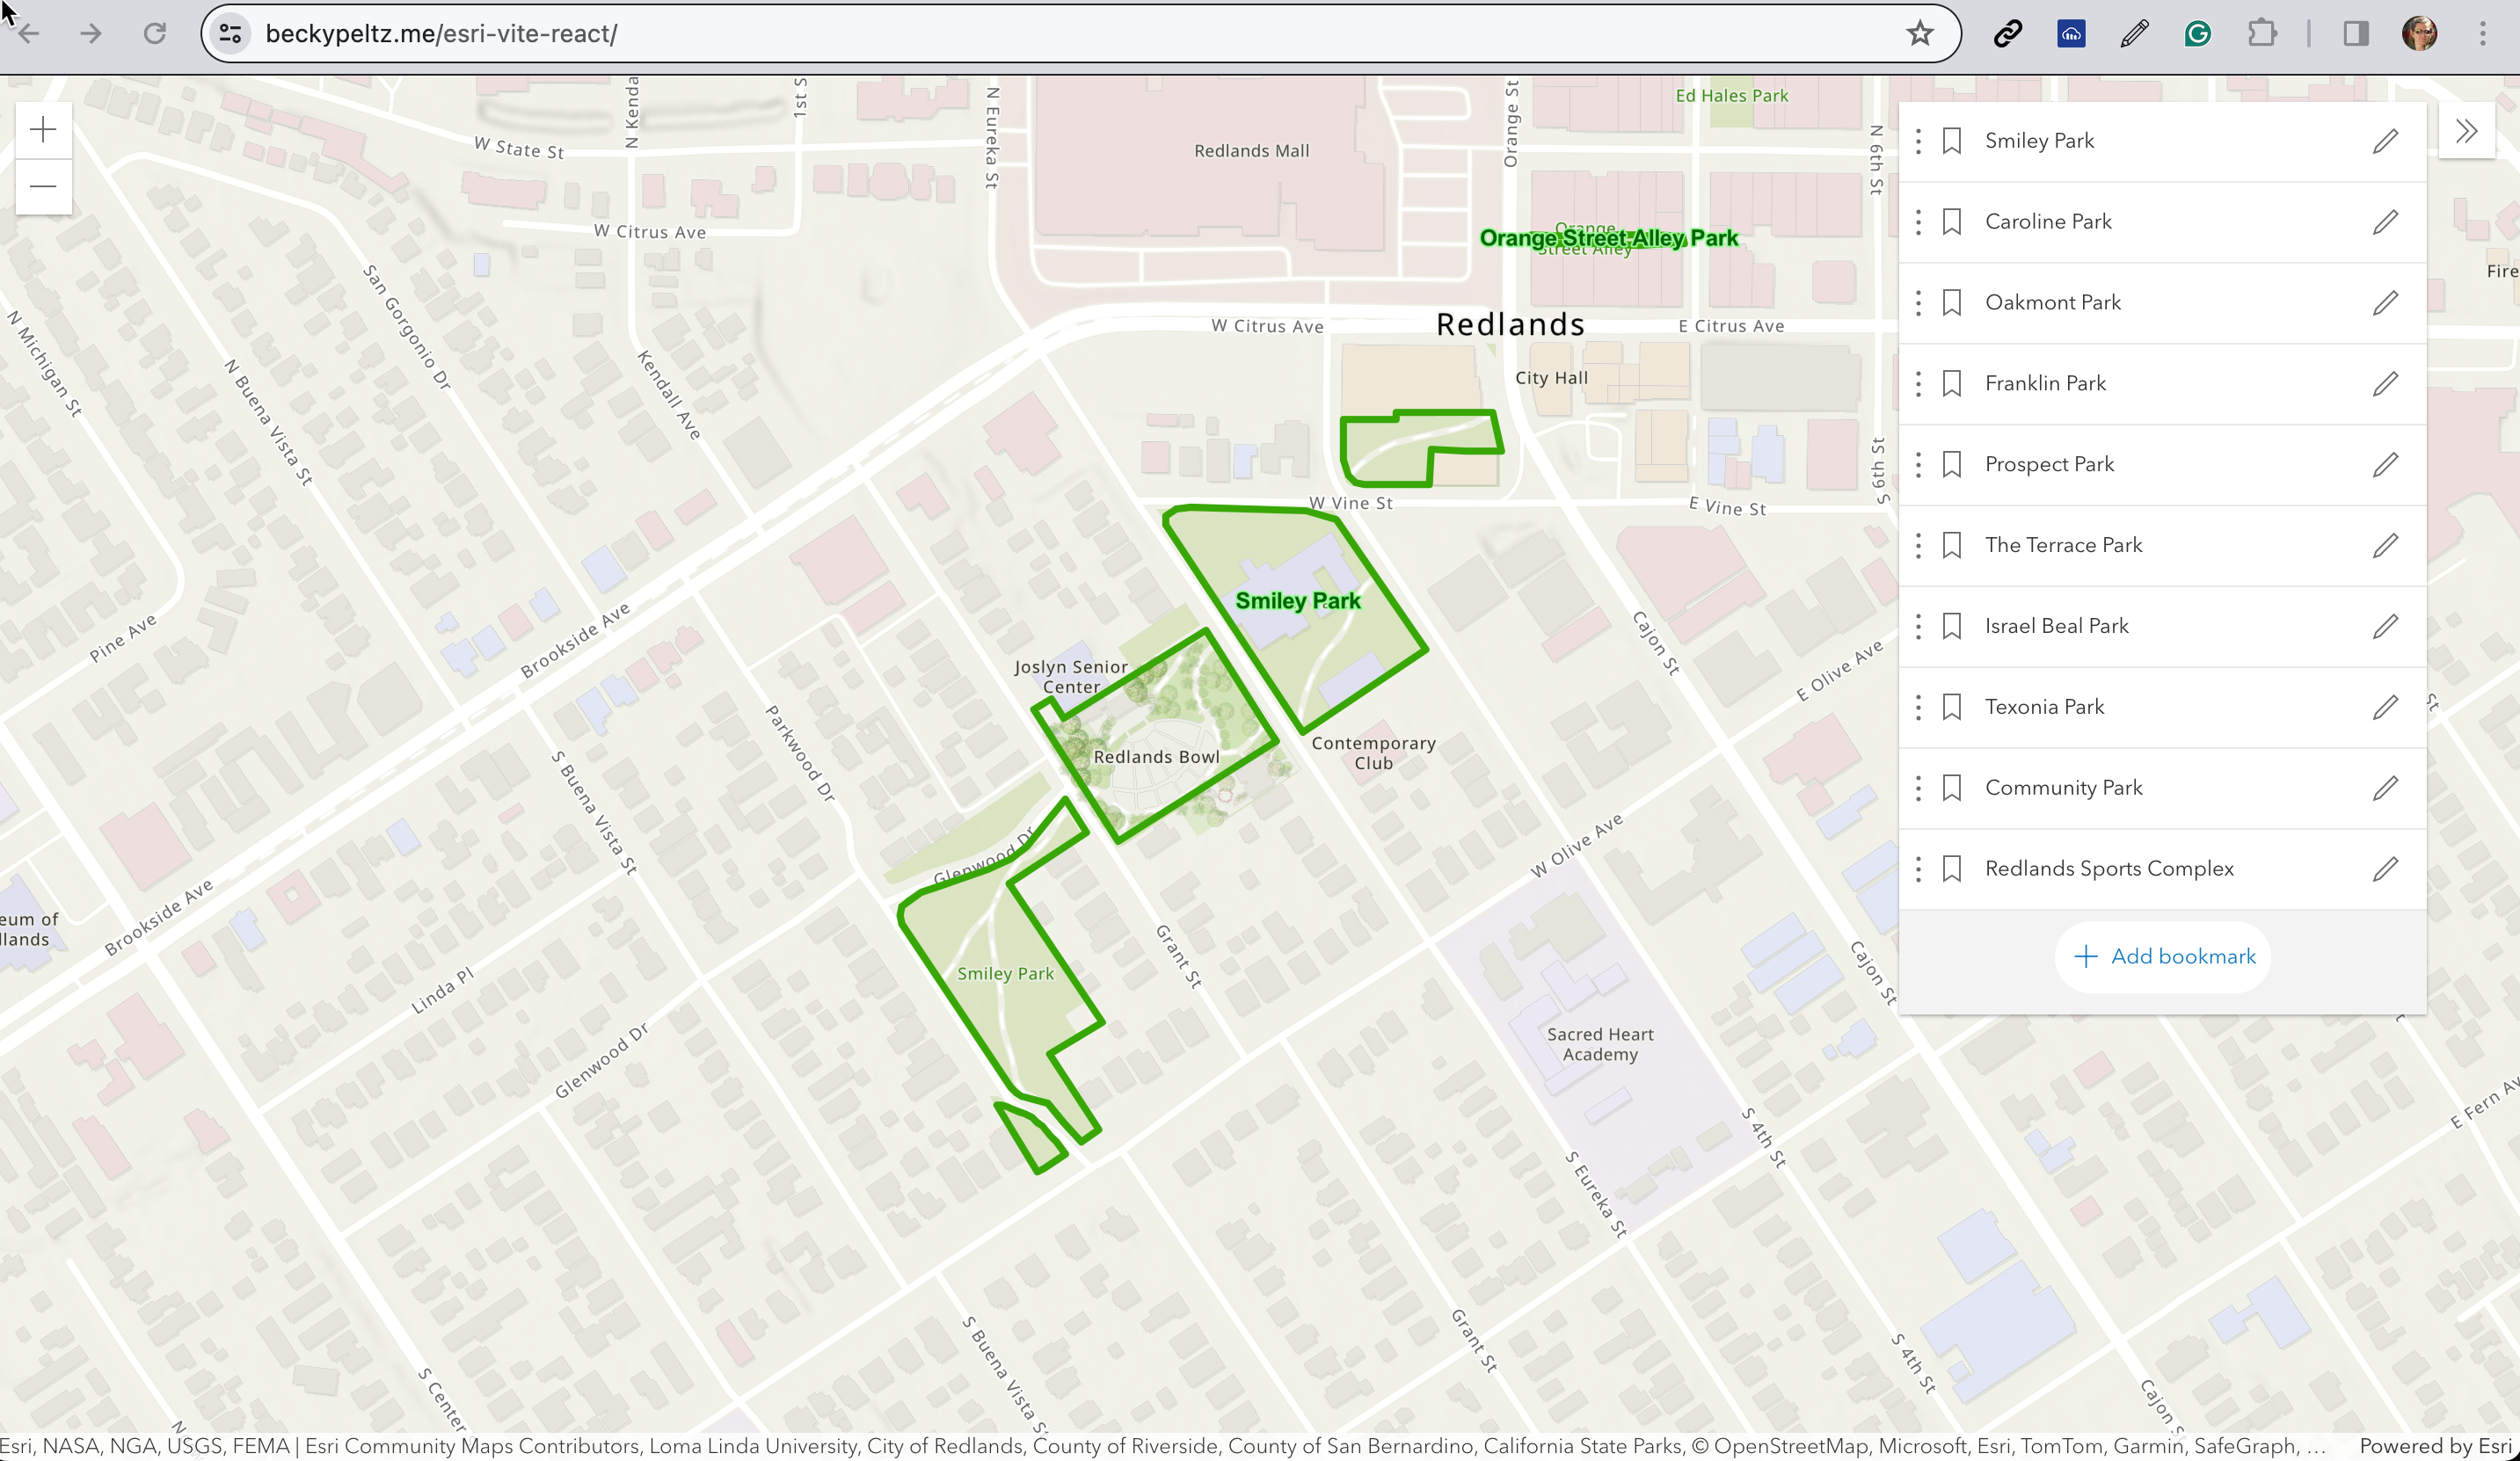 beckypeltz.me/esri-vite-react/
N Kenda
1st S
N Eureka St
Orange St
Ed Hales Park
W State St
Redlands Mall
N 6th St
W Citrus Ave
Orange
Street Alley
Orange Street Alley Park
San Gorgonio Dr
N Michigan St
N Buena Vista St
Kendall Ave
W Citrus Ave
Redlands
E Citrus Ave
City Hall
Fire
S 6th St
W Vine St
E Vine St
Smiley Park
Pine Ave
Brookside Ave
Joslyn Senior
Center
Cajon St
E Olive Ave
St
Parkwood Dr
Redlands Bowl
Contemporary
Club
S Buena Vista St
Glenwood Dr
W Olive Ave
eum of
llands
Brookside Ave
Linda Pl
Smiley Park
Grant St
Cajon St
Glenwood Dr
Sacred Heart
Academy
S 4th St
S Eureka St
E Fern Av
Grant St
S 4th St
S Buena Vista S
S Center
Cajon S
N
Smiley Park
Caroline Park
Oakmont Park
Franklin Park
Prospect Park
The Terrace Park
Israel Beal Park
Texonia Park
Community Park
Redlands Sports Complex
Add bookmark
Esri, NASA, NGA, USGS, FEMA | Esri Community Maps Contributors, Loma Linda University, City of Redlands, County of Riverside, County of San Bernardino, California State Parks, © OpenStreetMap, Microsoft, Esri, TomTom, Garmin, SafeGraph, ...
Powered by Esri